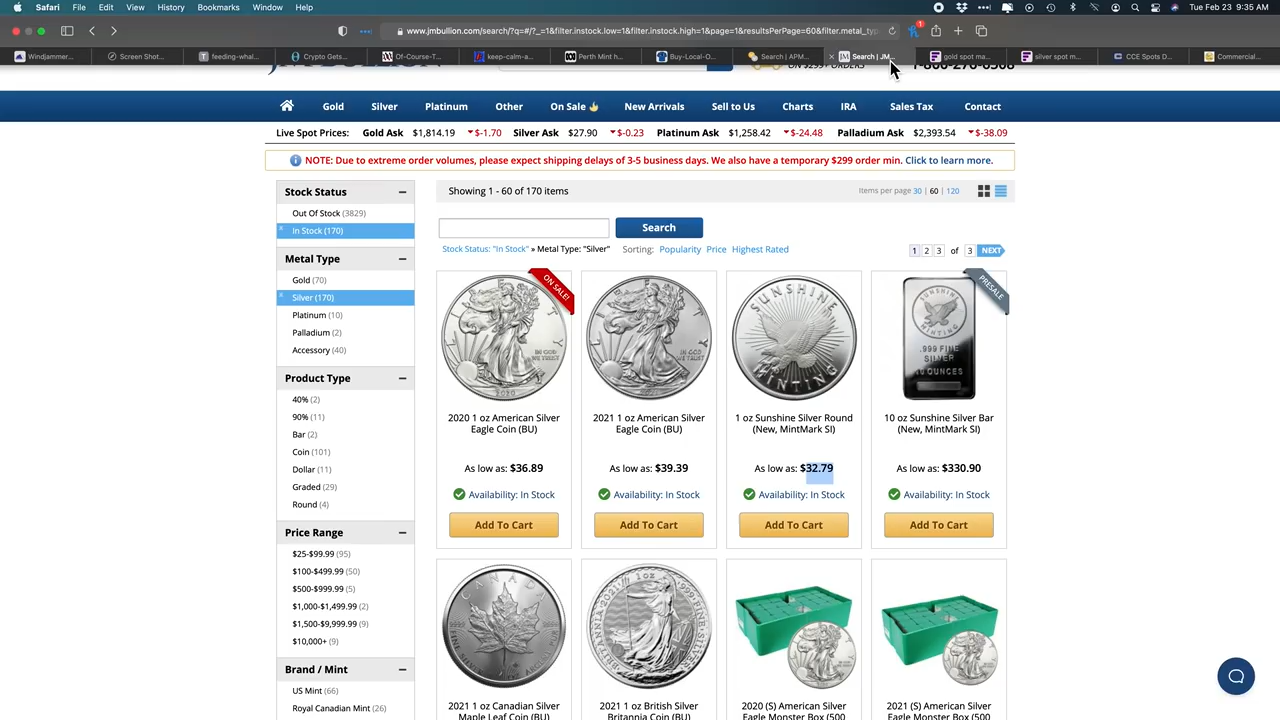 Safari File Edit View History Bookmarks Window Help Tue Feb 23 9:35 AM
www.jmbullion.com/search/?q=#/?_=1&filter.instock.low=1&filter.instock.high=1&page=1&resultsPerPage=60&filter.metal_typ
Windjammer... Screen Shot... feeding-whal... Crypto Gets... Of-Course-T... keep-calm-a... Perth Mint h... Buy-Local-O... Search | APM... Search | JM... gold spot ma... silver spot m... CCE Spots D... Commercial...
ON $299+ ORDERS 1-800-276-6508
Gold Silver Platinum Other On Sale New Arrivals Sell to Us Charts IRA Sales Tax Contact
Live Spot Prices: Gold Ask $1,814.19 $-1.70 Silver Ask $27.90 $-0.23 Platinum Ask $1,258.42 $-24.48 Palladium Ask $2,393.54 $-38.09
NOTE: Due to extreme order volumes, please expect shipping delays of 3-5 business days. We also have a temporary $299 order min. Click to learn more.
Stock Status
Out Of Stock (3829)
x In Stock (170)
Metal Type
Gold (70)
x Silver (170)
Platinum (10)
Palladium (2)
Accessory (40)
Product Type
40% (2)
90% (11)
Bar (2)
Coin (101)
Dollar (11)
Graded (29)
Round (4)
Price Range
$25-$99.99 (95)
$100-$499.99 (50)
$500-$999.99 (5)
$1,000-$1,499.99 (2)
$1,500-$9,999.99 (9)
$10,000+ (9)
Brand / Mint
US Mint (66)
Royal Canadian Mint (26)
Showing 1 - 60 of 170 items
Items per page 30 | 60 | 120
Search
Stock Status: "In Stock" » Metal Type: "Silver" Sorting: Popularity Price Highest Rated
1 2 3 of 3 NEXT
ON SALE!
2020 1 oz American Silver
Eagle Coin (BU)
As low as: $36.89
Availability: In Stock
Add To Cart
2021 1 oz American Silver
Eagle Coin (BU)
As low as: $39.39
Availability: In Stock
Add To Cart
SUNSHINE
MINTING
1 oz Sunshine Silver Round
(New, MintMark SI)
As low as: $32.79
Availability: In Stock
Add To Cart
PRESALE
SUNSHINE
MINTING
.999 FINE
SILVER
10 OUNCES
10 oz Sunshine Silver Bar
(New, MintMark SI)
As low as: $330.90
Availability: In Stock
Add To Cart
2021 1 oz Canadian Silver
Maple Leaf Coin (BU)
2021 1 oz British Silver
Britannia Coin (BU)
2020 (S) American Silver
Eagle Monster Box (500
2021 (S) American Silver
Eagle Monster Box (500